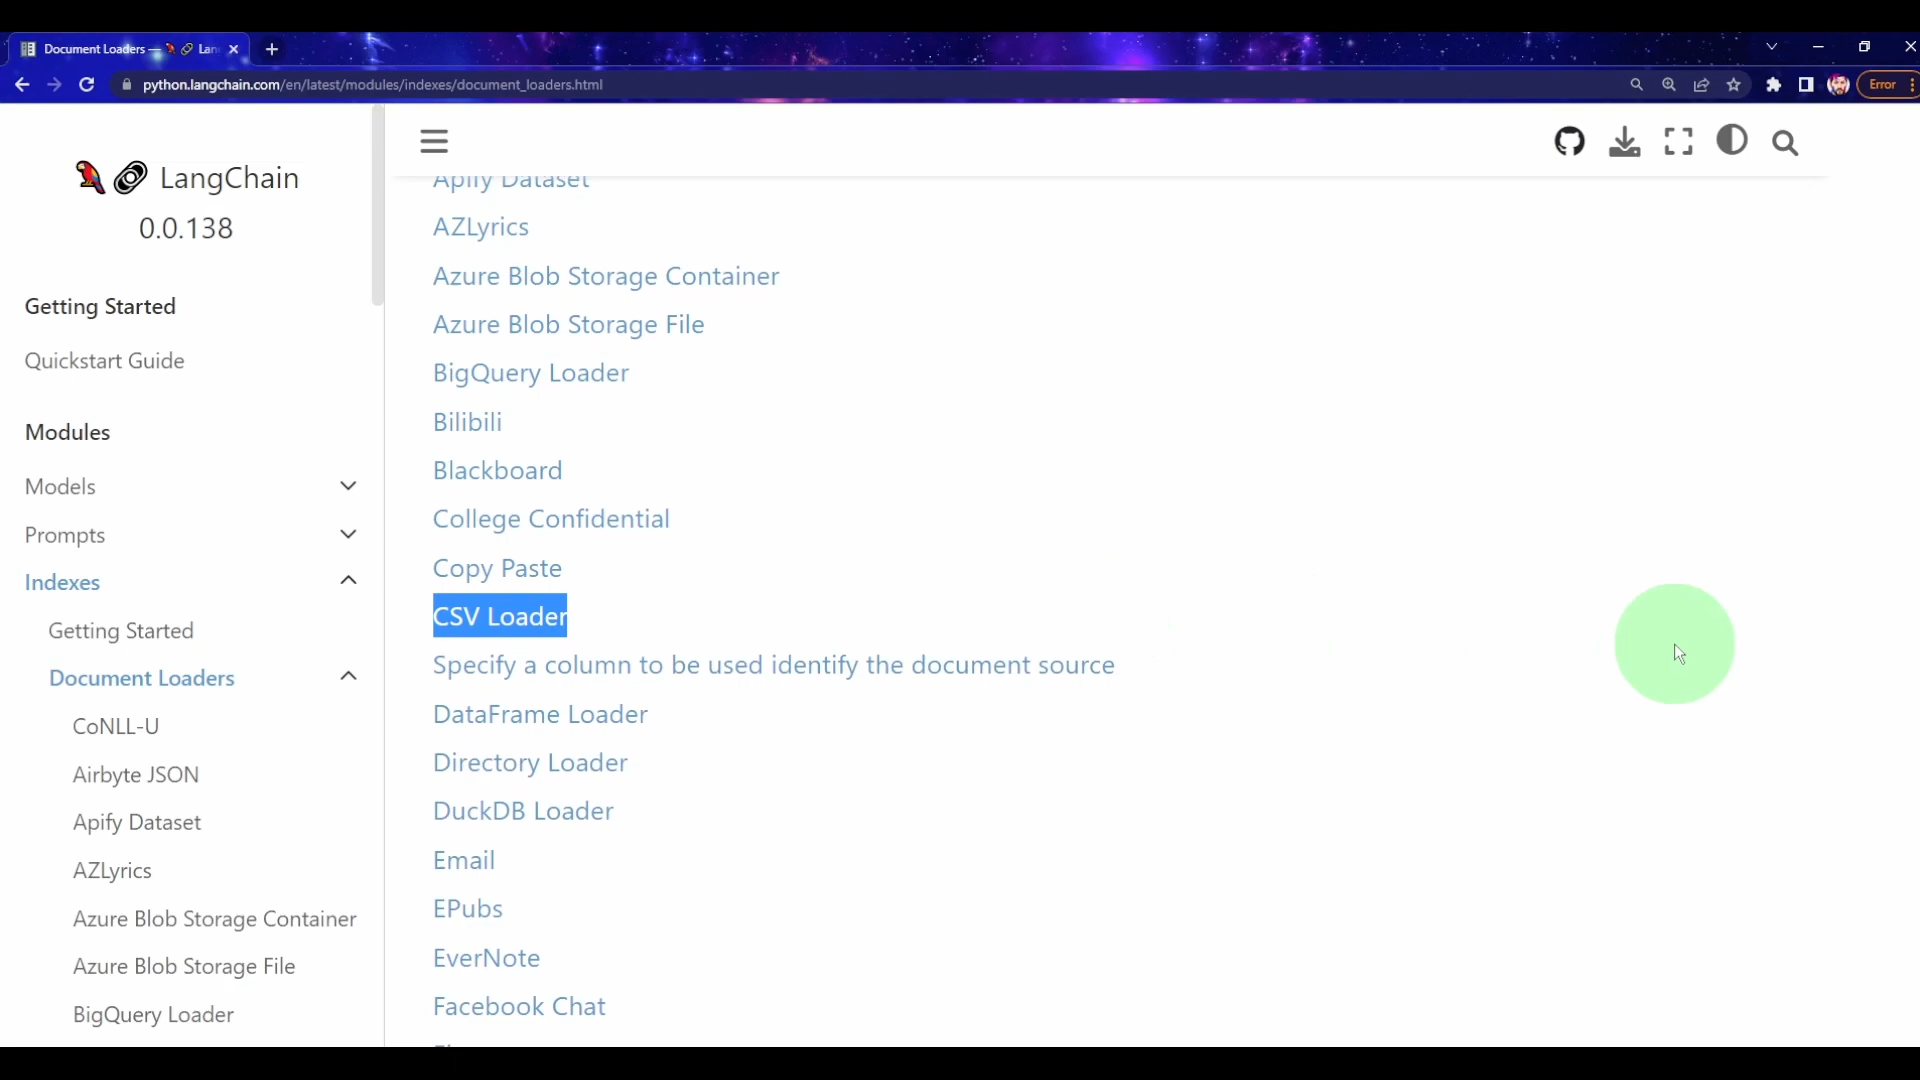 Document Loaders — Lan
python.langchain.com/en/latest/modules/indexes/document_loaders.html
Error
LangChain
0.0.138
Getting Started
Quickstart Guide
Modules
Models
Prompts
Indexes
Getting Started
Document Loaders
CoNLL-U
Airbyte JSON
Apify Dataset
AZLyrics
Azure Blob Storage Container
Azure Blob Storage File
BigQuery Loader
Apify Dataset
AZLyrics
Azure Blob Storage Container
Azure Blob Storage File
BigQuery Loader
Bilibili
Blackboard
College Confidential
Copy Paste
CSV Loader
Specify a column to be used identify the document source
DataFrame Loader
Directory Loader
DuckDB Loader
Email
EPubs
EverNote
Facebook Chat